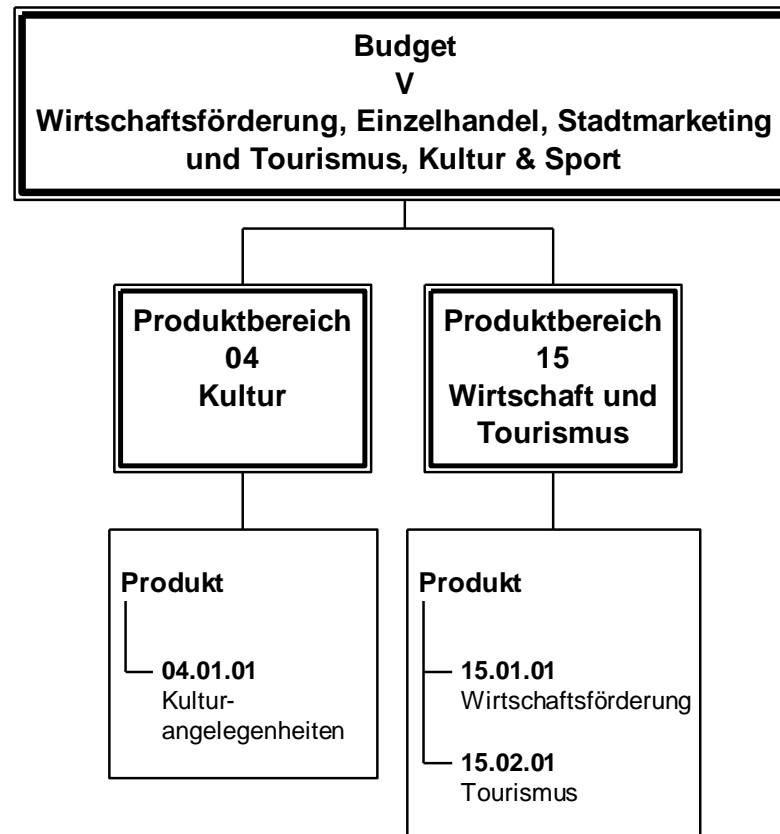 Budget
V
Wirtschaftsförderung, Einzelhandel, Stadtmarketing
und Tourismus, Kultur & Sport
Produktbereich
04
Kultur
Produktbereich
15
Wirtschaft und
Tourismus
Produkt
04.01.01
Kultur-
angelegenheiten
Produkt
15.01.01
Wirtschaftsförderung
15.02.01
Tourismus